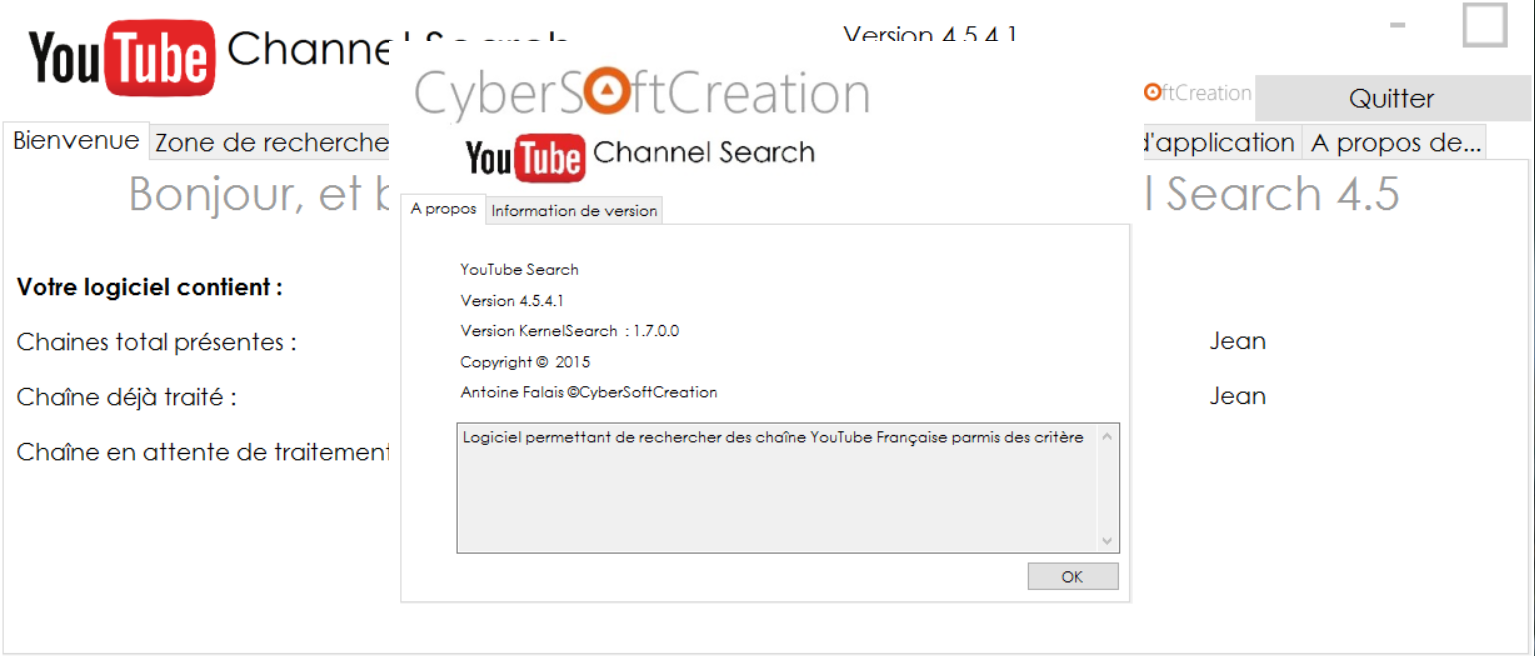 YouTube Channel Search
Version 4.5.4.1
ftCreation
Quitter
Bienvenue
Zone de recherche
d'application
A propos de...
Bonjour, et
l Search 4.5
Votre logiciel contient :
Chaines total présentes :
Jean
Chaîne déjà traité :
Jean
Chaîne en attente de traitement
CyberSoftCreation
YouTube Channel Search
A propos
Information de version
YouTube Search
Version 4.5.4.1
Version KernelSearch : 1.7.0.0
Copyright © 2015
Antoine Falais ©CyberSoftCreation
Logiciel permettant de rechercher des chaîne YouTube Française parmis des critère
OK